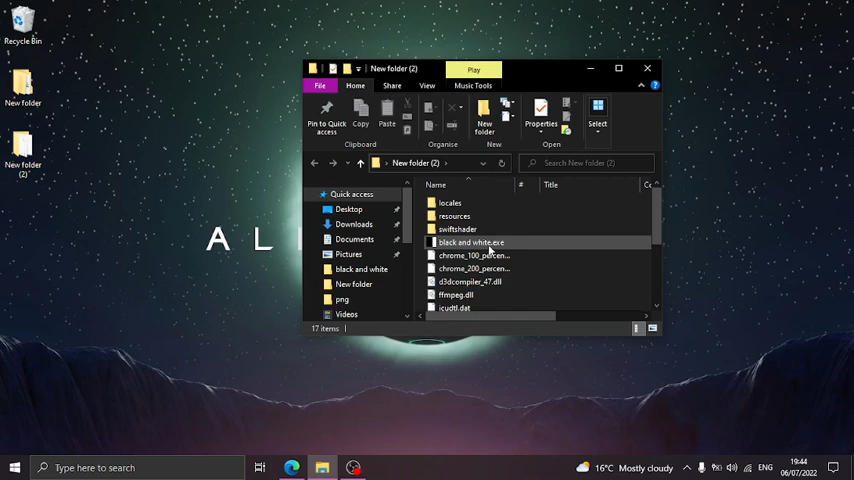 Recycle Bin
New folder
New folder
(2)
ALI
New folder (2)
Play
File
Home
Share
View
Music Tools
Pin to Quick
access
Copy
Paste
New
folder
Properties
Select
Clipboard
Organise
New
Open
New folder (2)
Search New folder (2)
Quick access
Desktop
Downloads
Documents
Pictures
black and white
New folder
png
Videos
Name
#
Title
Cc
locales
resources
swiftshader
black and white.exe
chrome_100_percen...
chrome_200_percen...
d3dcompiler_47.dll
ffmpeg.dll
icudtl.dat
17 items
Type here to search
16°C Mostly cloudy
ENG
19:44
06/07/2022